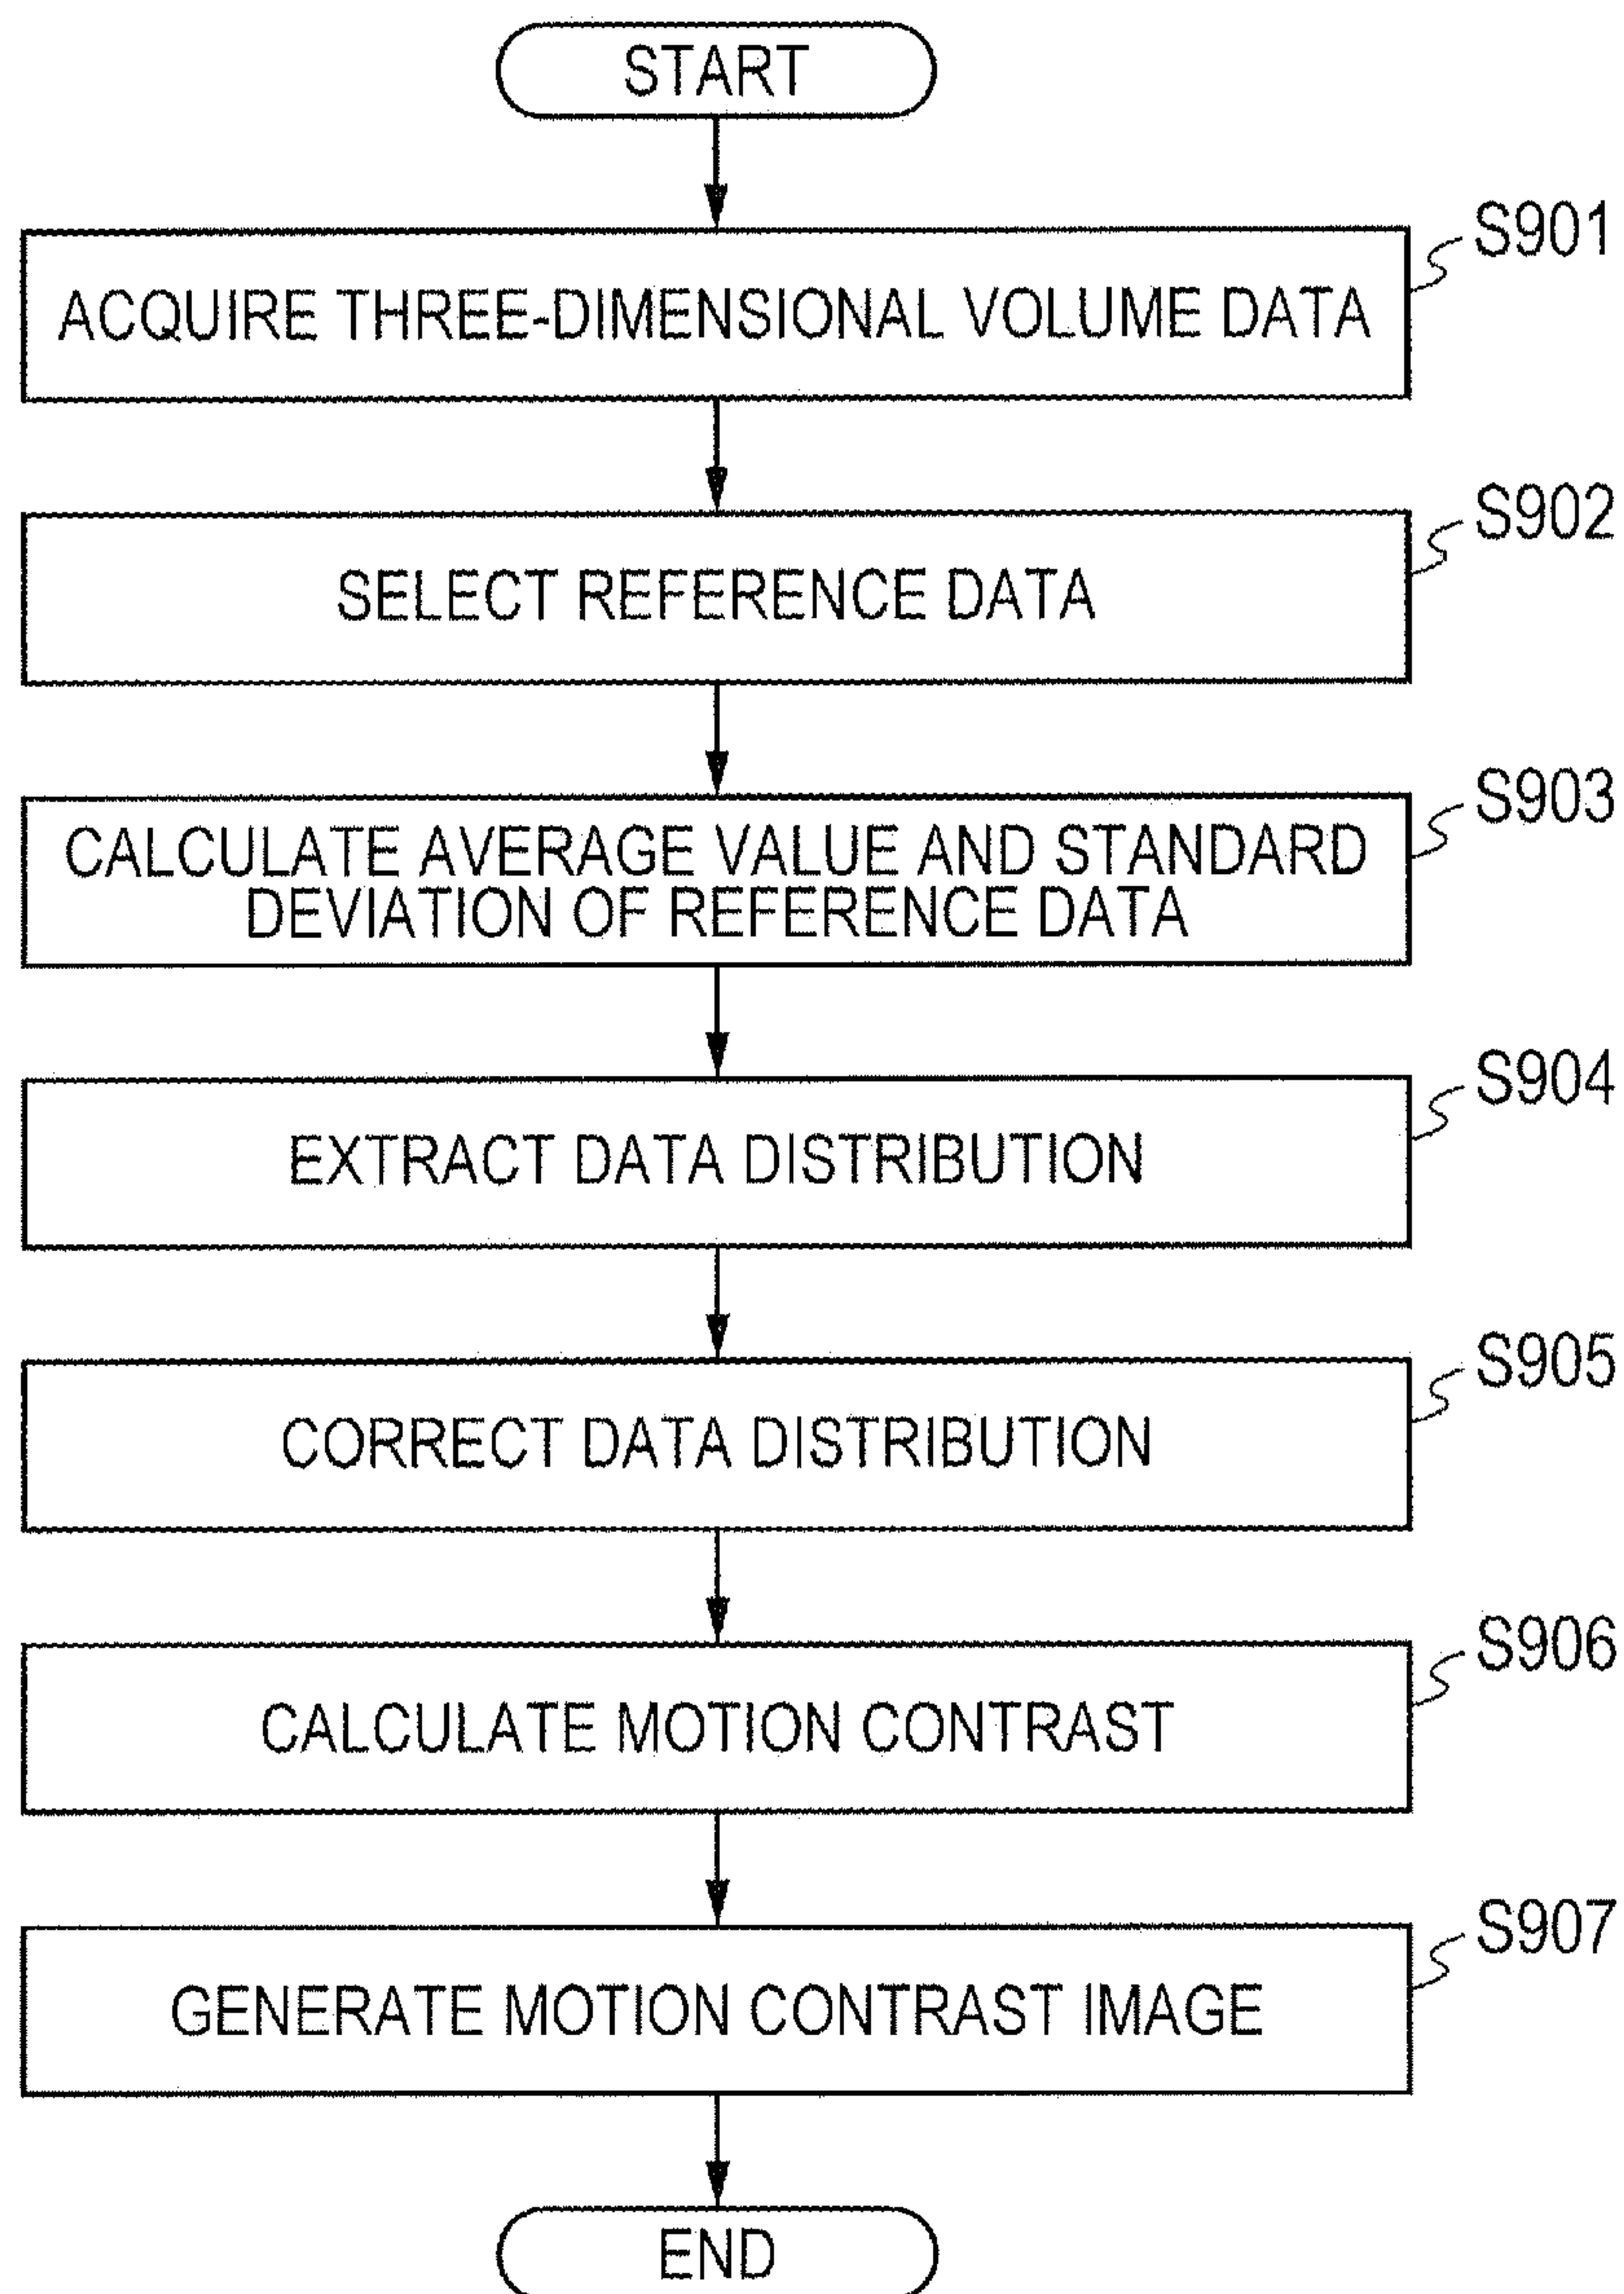 START
S901
ACQUIRE THREE-DIMENSIONAL VOLUME DATA
S902
SELECT REFERENCE DATA
S903
CALCULATE AVERAGE VALUE AND STANDARD
DEVIATION OF REFERENCE DATA
S904
EXTRACT DATA DISTRIBUTION
S905
CORRECT DATA DISTRIBUTION
S906
CALCULATE MOTION CONTRAST
S907
GENERATE MOTION CONTRAST IMAGE
END